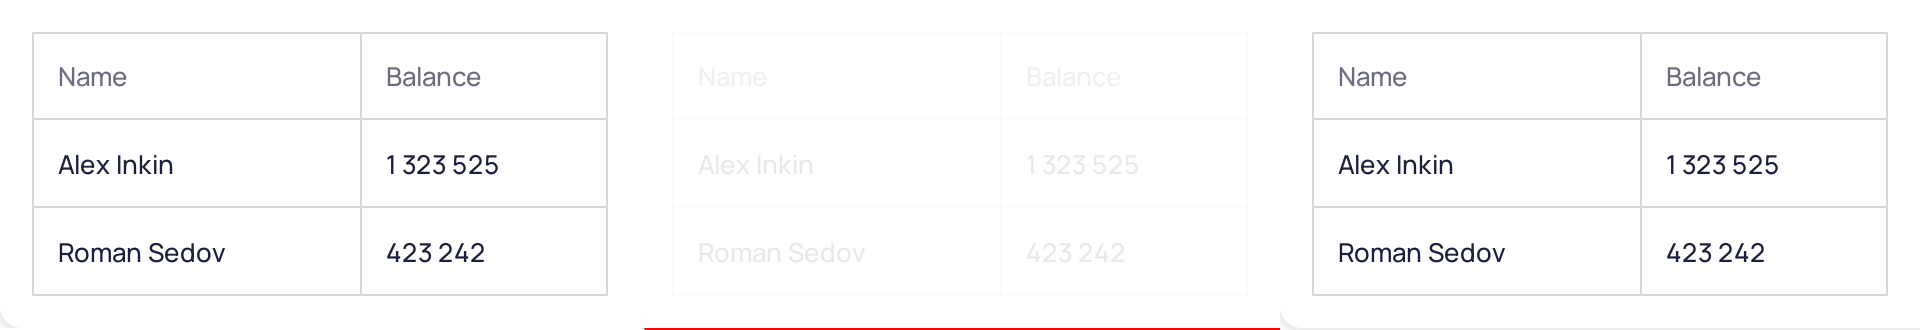 Name Balance Name Balance Name Balance
Alex Inkin 1 323 525 Alex Inkin 1 323 525 Alex Inkin 1 323 525
Roman Sedov 423 242 Roman Sedov 423 242 Roman Sedov 423 242